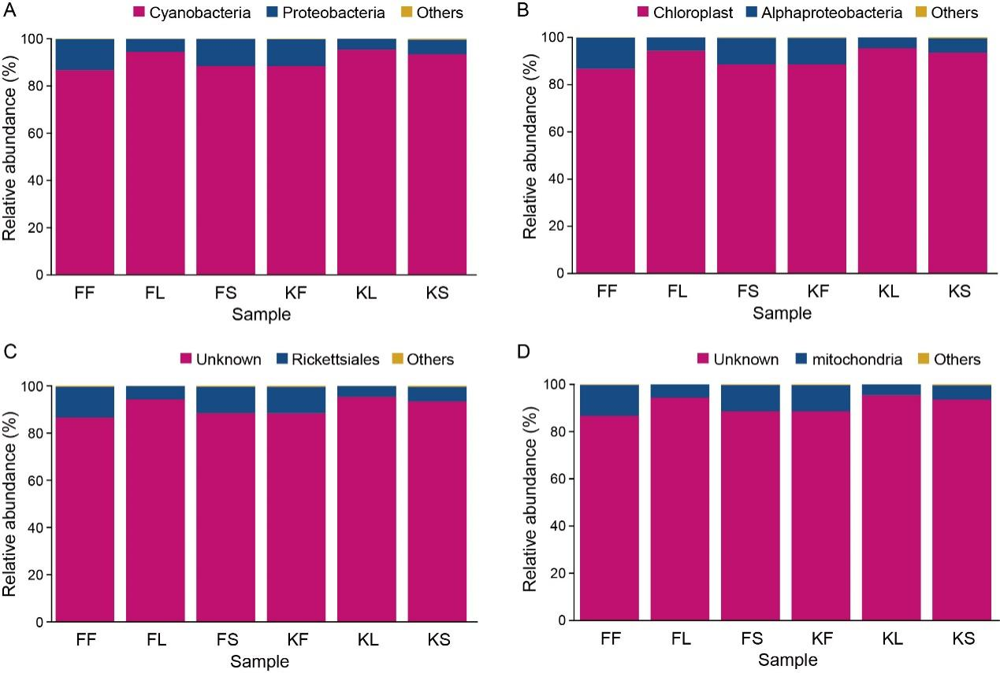 A
Cyanobacteria Proteobacteria Others
Relative abundance (%)
100
80
60
40
20
0
FF FL FS KF KL KS
Sample
B
Chloroplast Alphaproteobacteria Others
Relative abundance (%)
100
80
60
40
20
0
FF FL FS KF KL KS
Sample
C
Unknown Rickettsiales Others
Relative abundance (%)
100
80
60
40
20
0
FF FL FS KF KL KS
Sample
D
Unknown mitochondria Others
Relative abundance (%)
100
80
60
40
20
0
FF FL FS KF KL KS
Sample